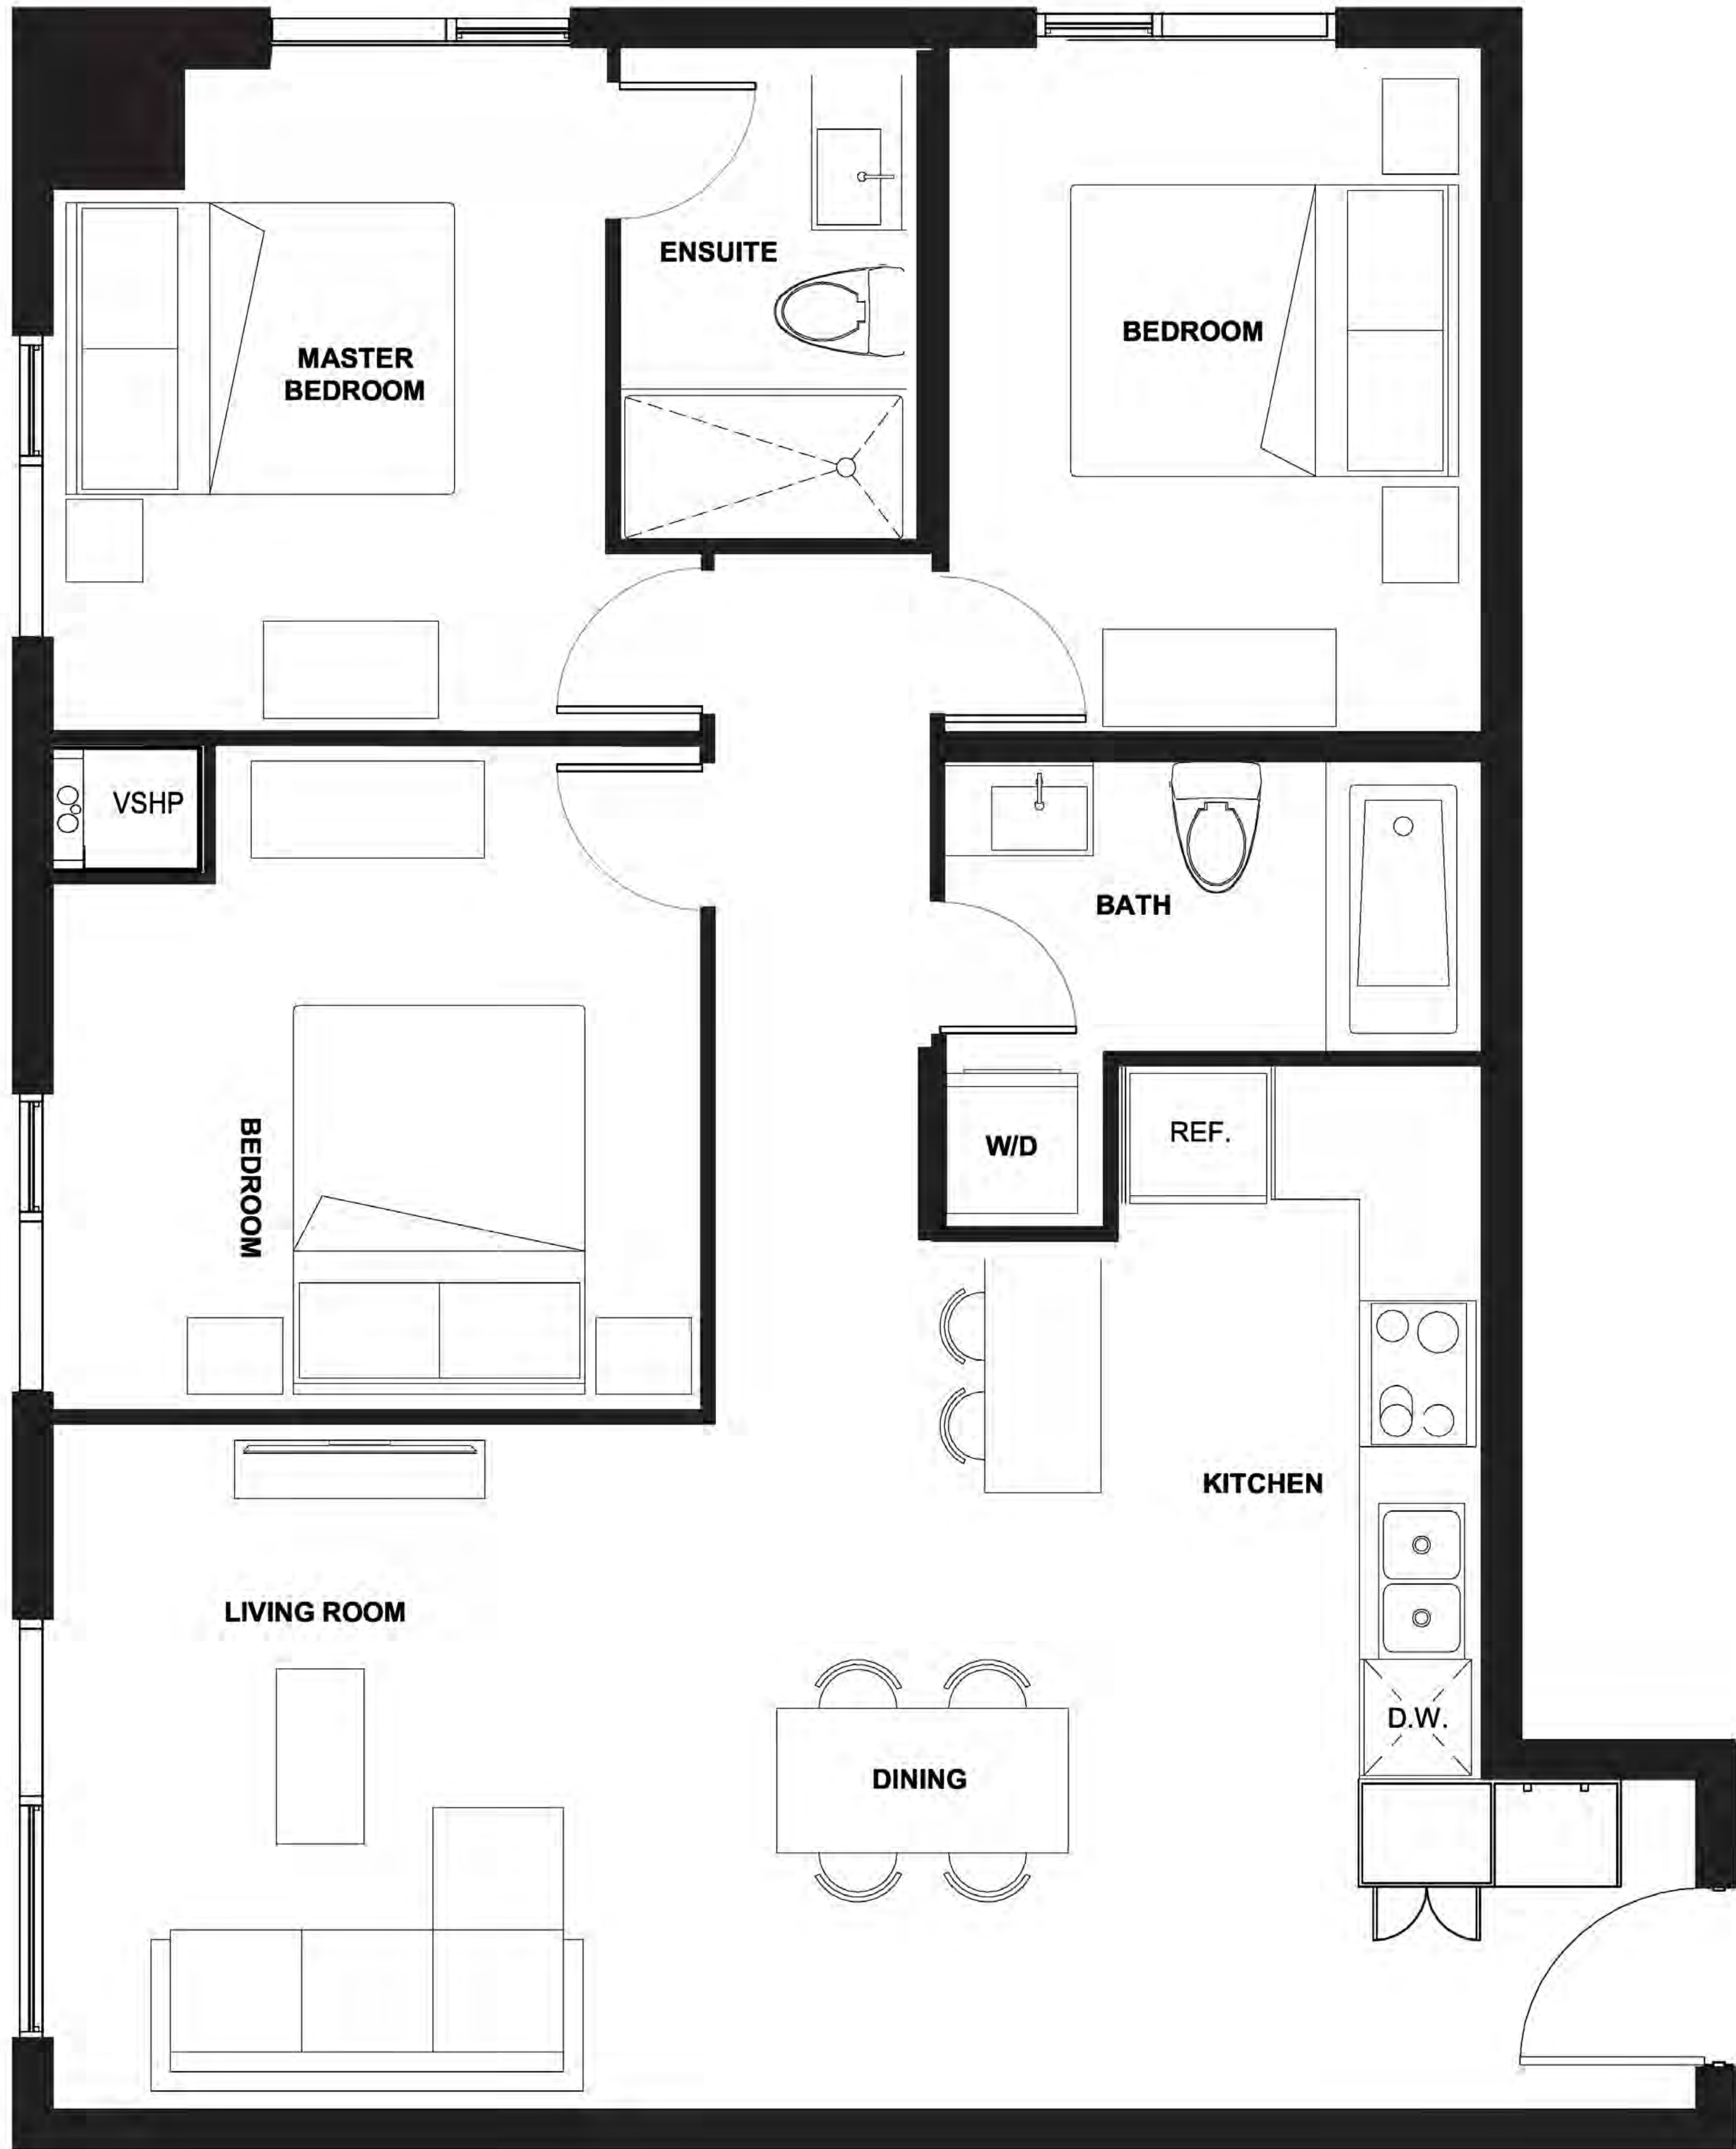 ENSUITE
MASTER
BEDROOM
BEDROOM
VSHP
BATH
BEDROOM
W/D
REF.
KITCHEN
LIVING ROOM
D.W.
DINING